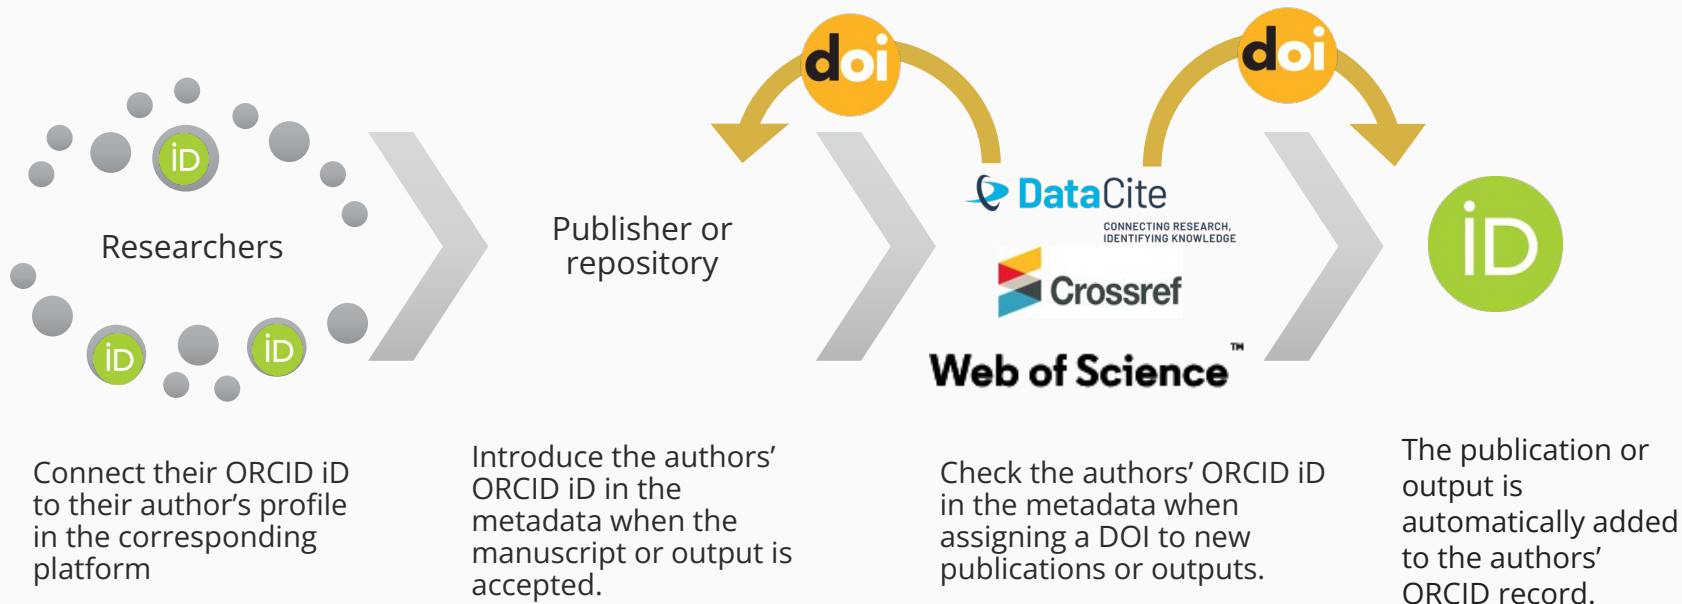 doi
doi
iD
Researchers
iD
iD
Publisher or
repository
DataCite
CONNECTING RESEARCH,
IDENTIFYING KNOWLEDGE
Crossref
Web of Science™
iD
Connect their ORCID iD
to their author’s profile
in the corresponding
platform
Introduce the authors’
ORCID iD in the
metadata when the
manuscript or output is
accepted.
Check the authors’ ORCID iD
in the metadata when
assigning a DOI to new
publications or outputs.
The publication or
output is
automatically added
to the authors’
ORCID record.